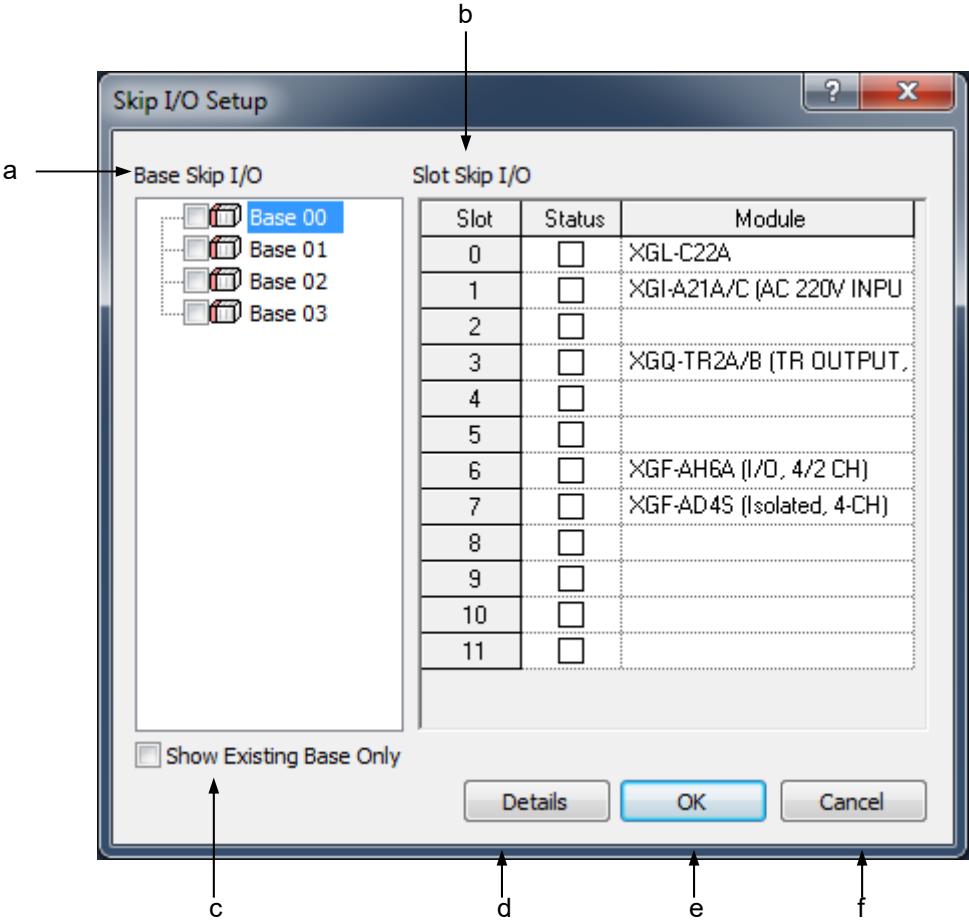 b
Skip I/O Setup
?
X
a
Base Skip I/O
Slot Skip I/O
Base 00
Base 01
Base 02
Base 03
Slot Status Module
0 XGL-C22A
1 XGI-A21A/C (AC 220V INPU
2
3 XGQ-TR2A/B (TR OUTPUT,
4
5
6 XGF-AH6A (I/O, 4/2 CH)
7 XGF-AD4S (Isolated, 4-CH)
8
9
10
11
Show Existing Base Only
Details OK Cancel
c d e f